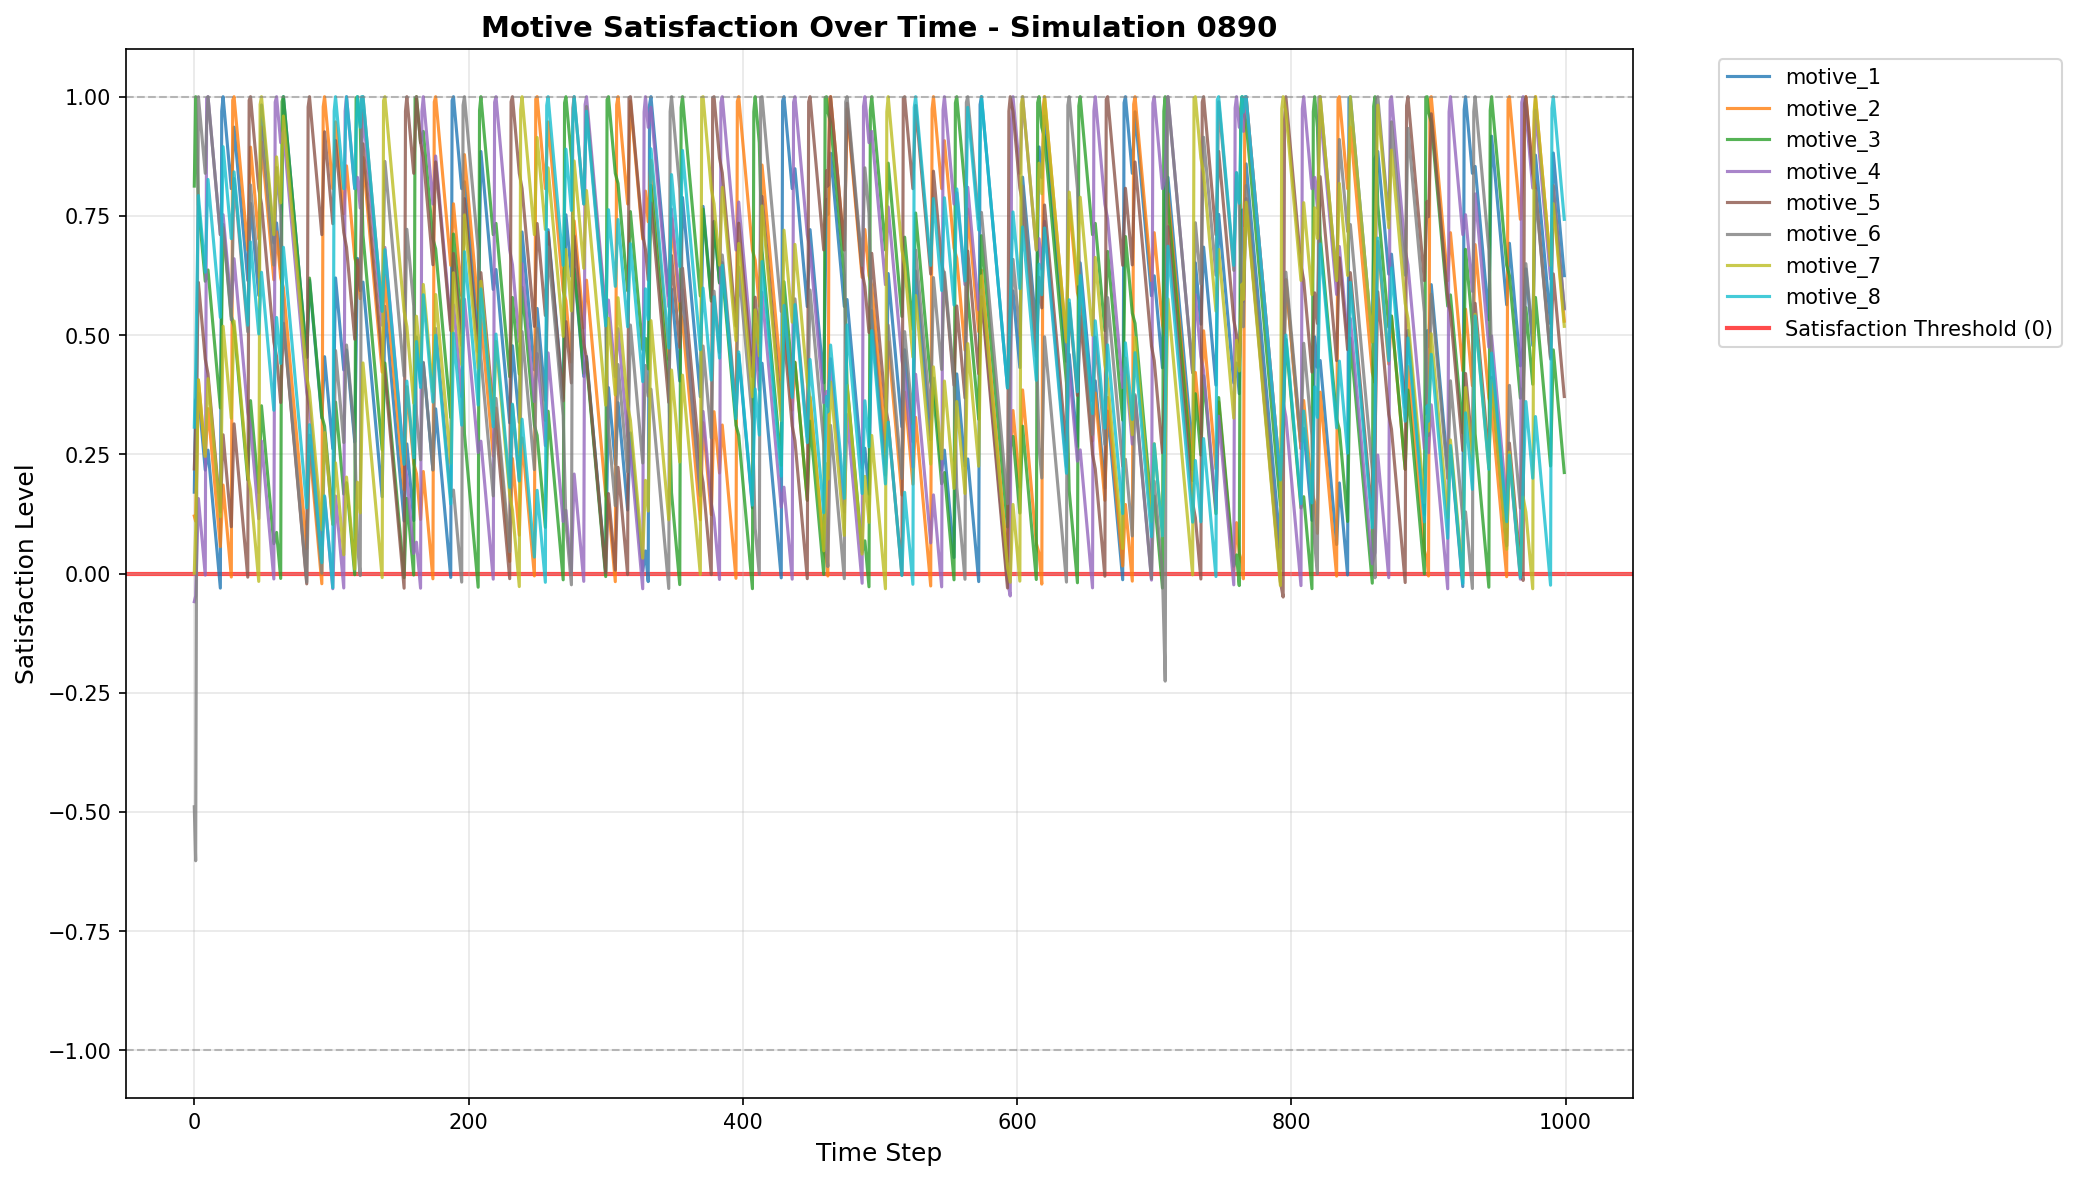 Motive Satisfaction Over Time - Simulation 0890
1.00
0.75
0.50
0.25
0.00
−0.25
−0.50
−0.75
−1.00
Satisfaction Level
0
200
400
600
800
1000
Time Step
motive_1
motive_2
motive_3
motive_4
motive_5
motive_6
motive_7
motive_8
Satisfaction Threshold (0)